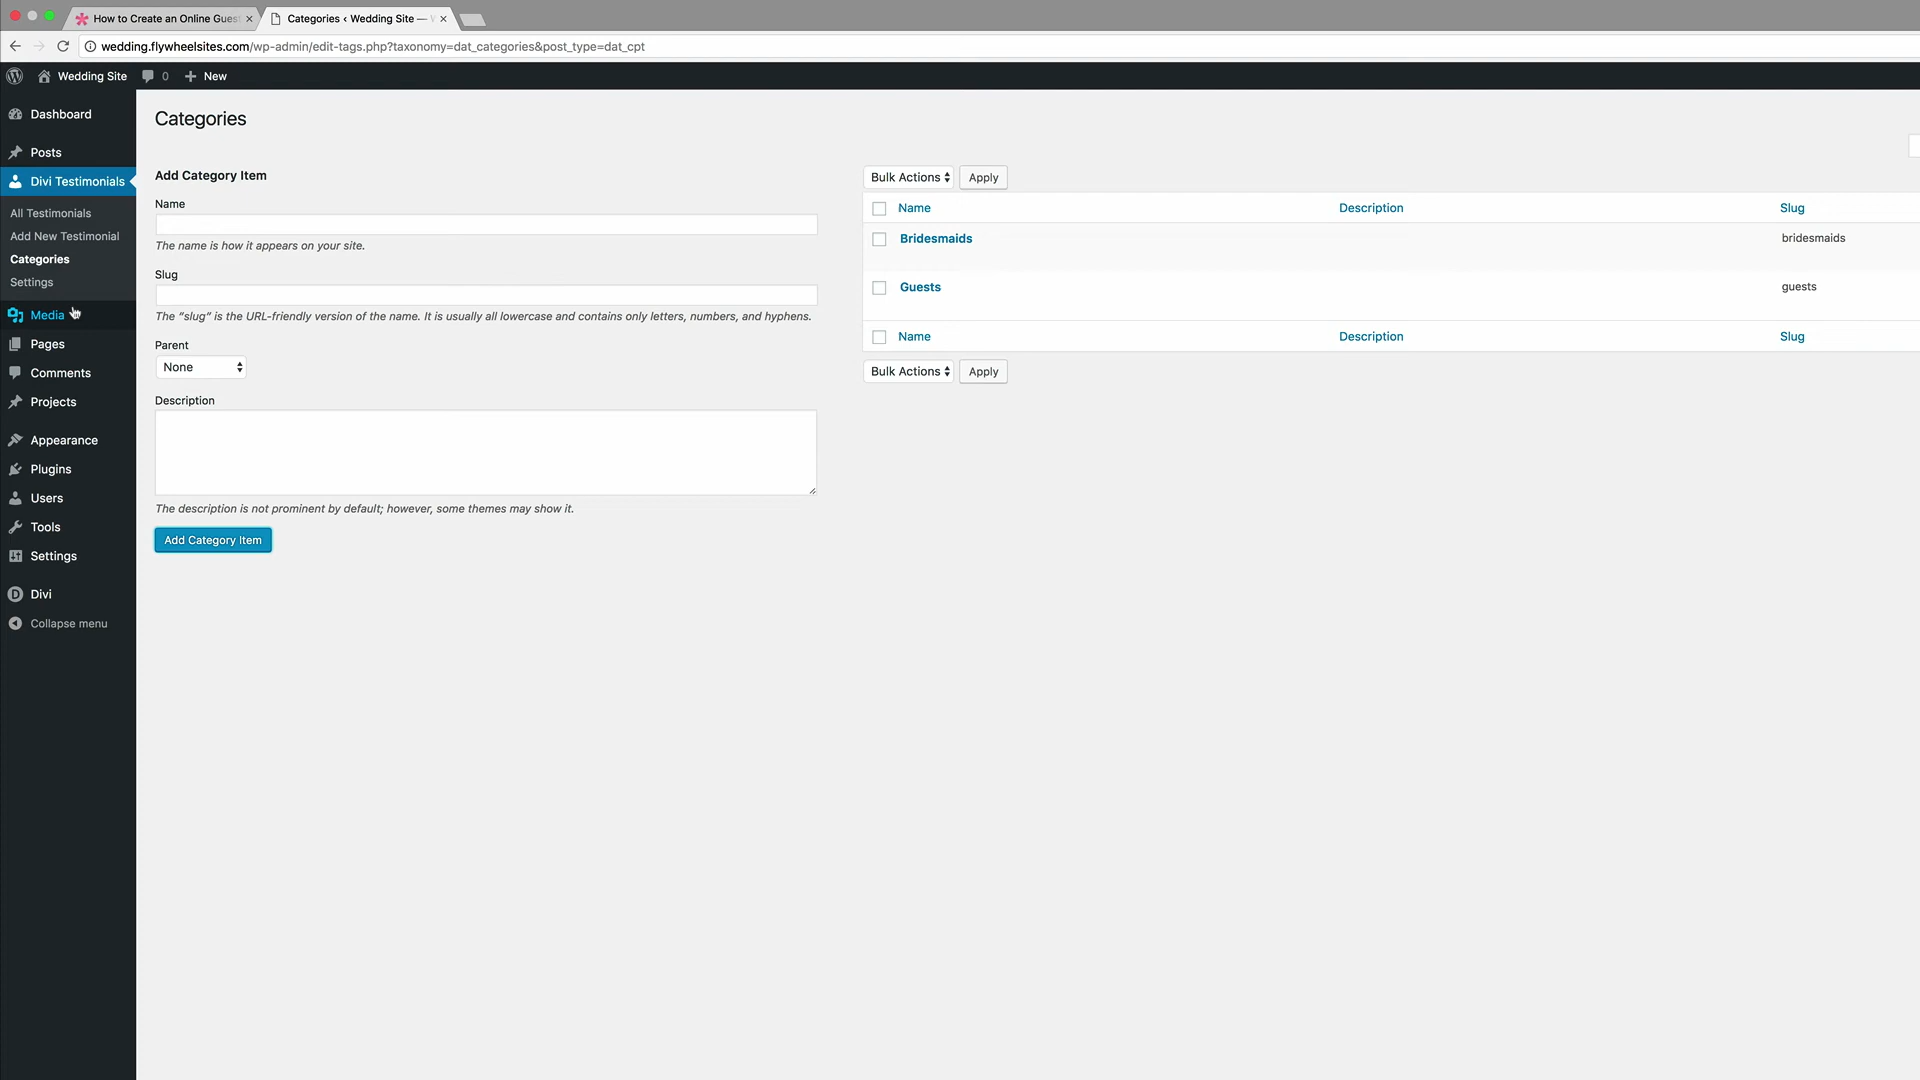 How to Create an Online Gues
Categories ‹ Wedding Site —
wedding.flywheelsites.com/wp-admin/edit-tags.php?taxonomy=dat_categories&post_type=dat_cpt
Wedding Site
0
New
Dashboard
Posts
Divi Testimonials
All Testimonials
Add New Testimonial
Categories
Settings
Media
Pages
Comments
Projects
Appearance
Plugins
Users
Tools
Settings
Divi
Collapse menu
Categories
Add Category Item
Name
The name is how it appears on your site.
Slug
The “slug” is the URL-friendly version of the name. It is usually all lowercase and contains only letters, numbers, and hyphens.
Parent
None
Description
The description is not prominent by default; however, some themes may show it.
Add Category Item
Bulk Actions Apply
Name Description Slug
Bridesmaids bridesmaids
Guests guests
Name Description Slug
Bulk Actions Apply